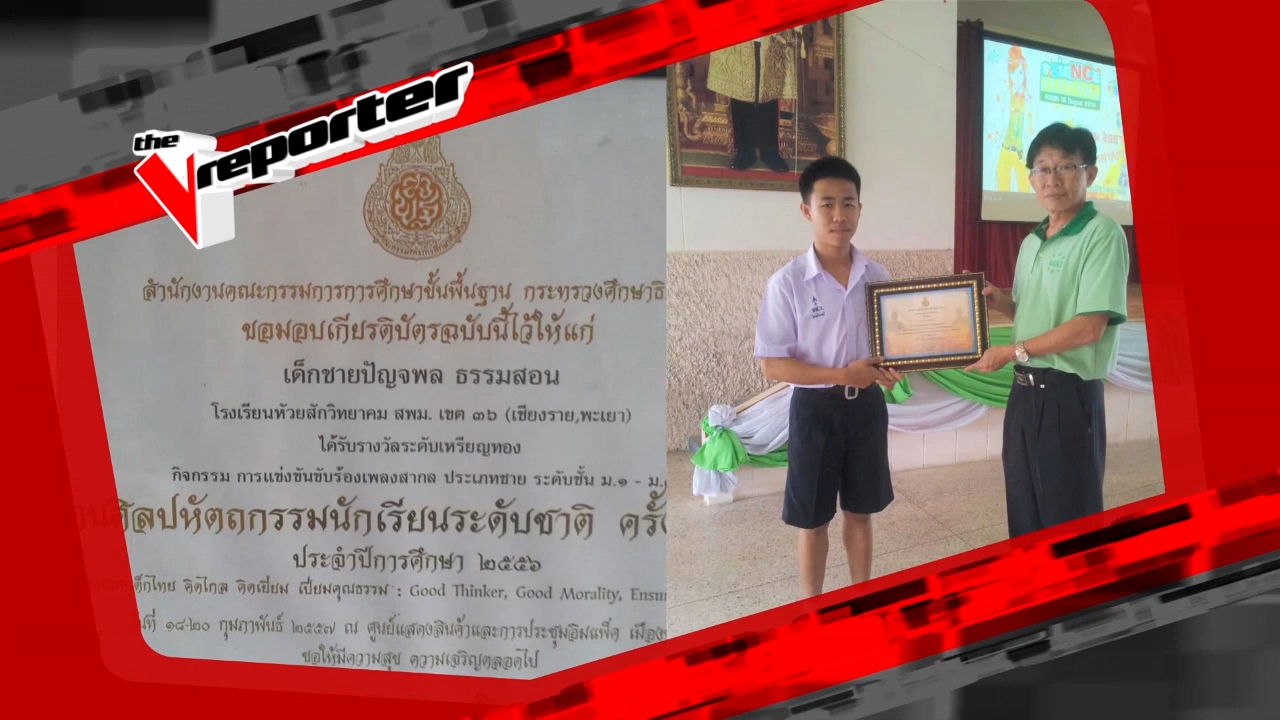 the
reporter
สำนักงานคณะกรรมการการศึกษาขั้นพื้นฐาน กระทรวงศึกษาธิ
ขอมอบเกียรติบัตรฉบับนี้ไว้ให้แก่
เด็กชายปัญจพล ธรรมสอน
โรงเรียนห้วยสักวิทยาคม สพม. เขต ๓๖ (เชียงราย,พะเยา)
ได้รับรางวัลระดับเหรียญทอง
กิจกรรม การแข่งขันขับร้องเพลงสากล ประเภทชาย ระดับชั้น ม.๑ - ม.
านศิลปหัตถกรรมนักเรียนระดับชาติ ครั้ง
ประจำปีการศึกษา ๒๕๕๖
เด็กไทย คิดไกล คิดเยี่ยม เปี่ยมคุณธรรม : Good Thinker, Good Morality, Ensu
นที่ ๑๘-๒๐ กุมภาพันธ์ ๒๕๕๗ ณ ศูนย์แสดงสินค้าและการประชุมอิมแพ็ค เมือง
ขอให้มีความสุข ความเจริญตลอดไป
SCIENCE